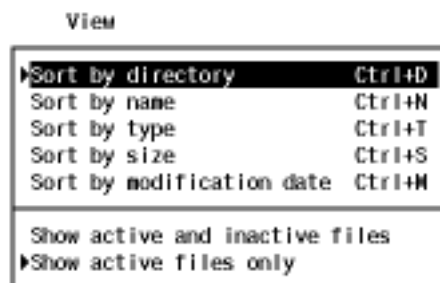 View
Sort by directory Ctrl+D
Sort by name Ctrl+N
Sort by type Ctrl+T
Sort by size Ctrl+S
Sort by modification date Ctrl+M
Show active and inactive files
Show active files only